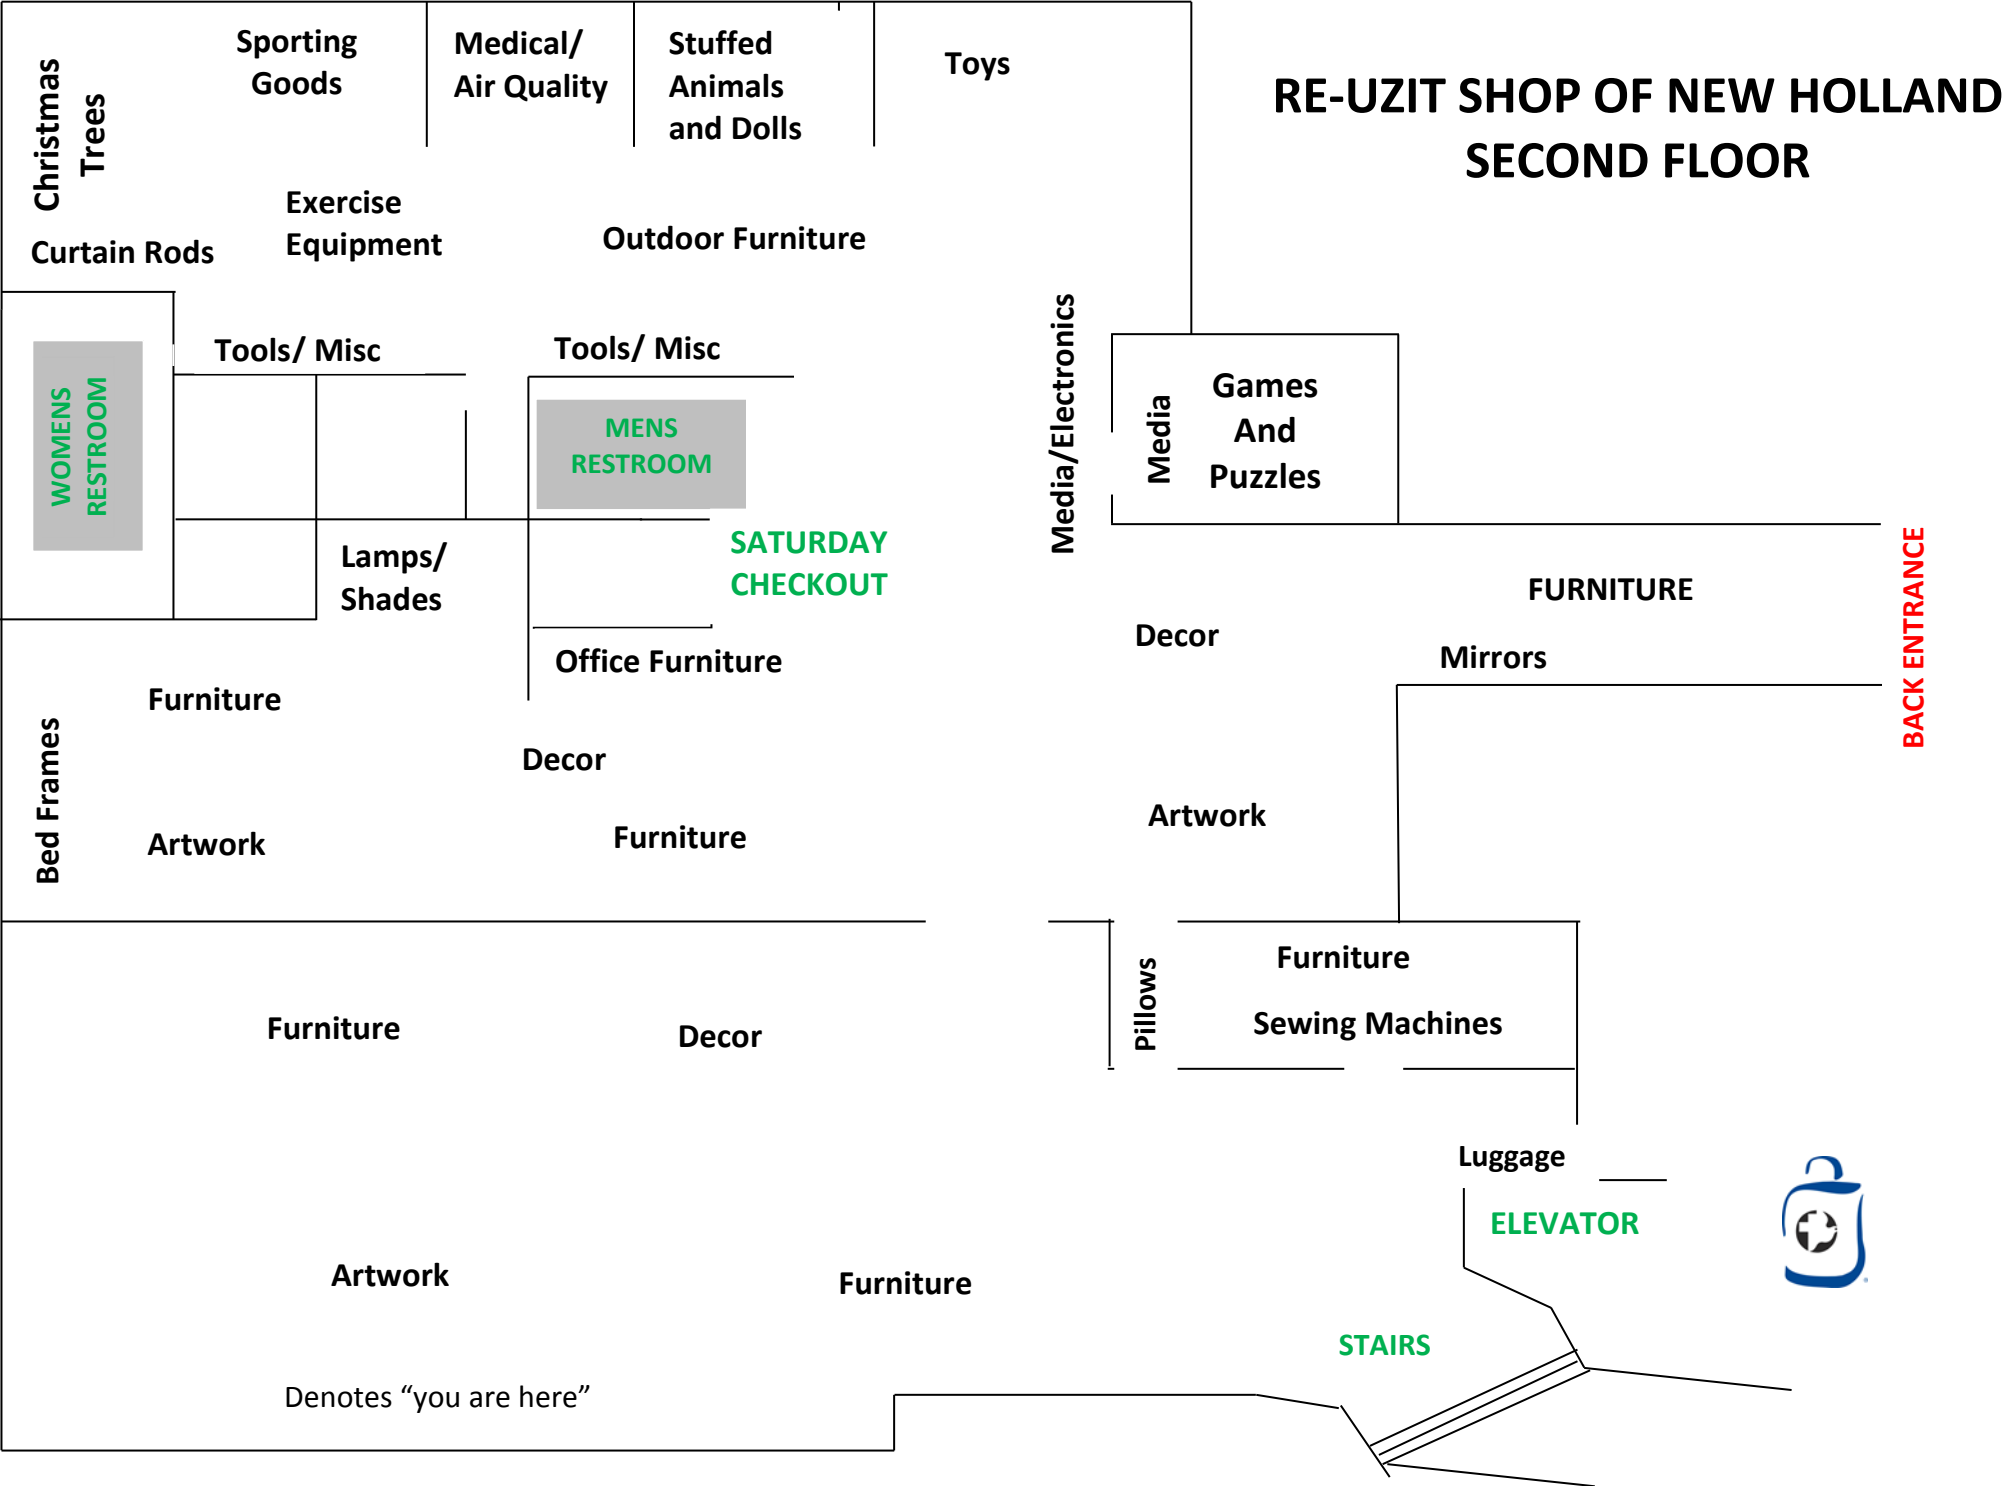 RE-UZIT SHOP OF NEW HOLLAND
SECOND FLOOR
Christmas
Trees
Sporting
Goods
Medical/
Air Quality
Stuffed
Animals
and Dolls
Toys
Curtain Rods
Exercise
Equipment
Outdoor Furniture
WOMENS
RESTROOM
Tools/ Misc
Tools/ Misc
MENS
RESTROOM
Media/Electronics
Media
Games
And
Puzzles
Lamps/
Shades
SATURDAY
CHECKOUT
Office Furniture
Decor
FURNITURE
Mirrors
BACK ENTRANCE
Bed Frames
Furniture
Decor
Artwork
Furniture
Artwork
Furniture
Decor
Pillows
Furniture
Sewing Machines
Luggage
ELEVATOR
Artwork
Furniture
STAIRS
Denotes “you are here”